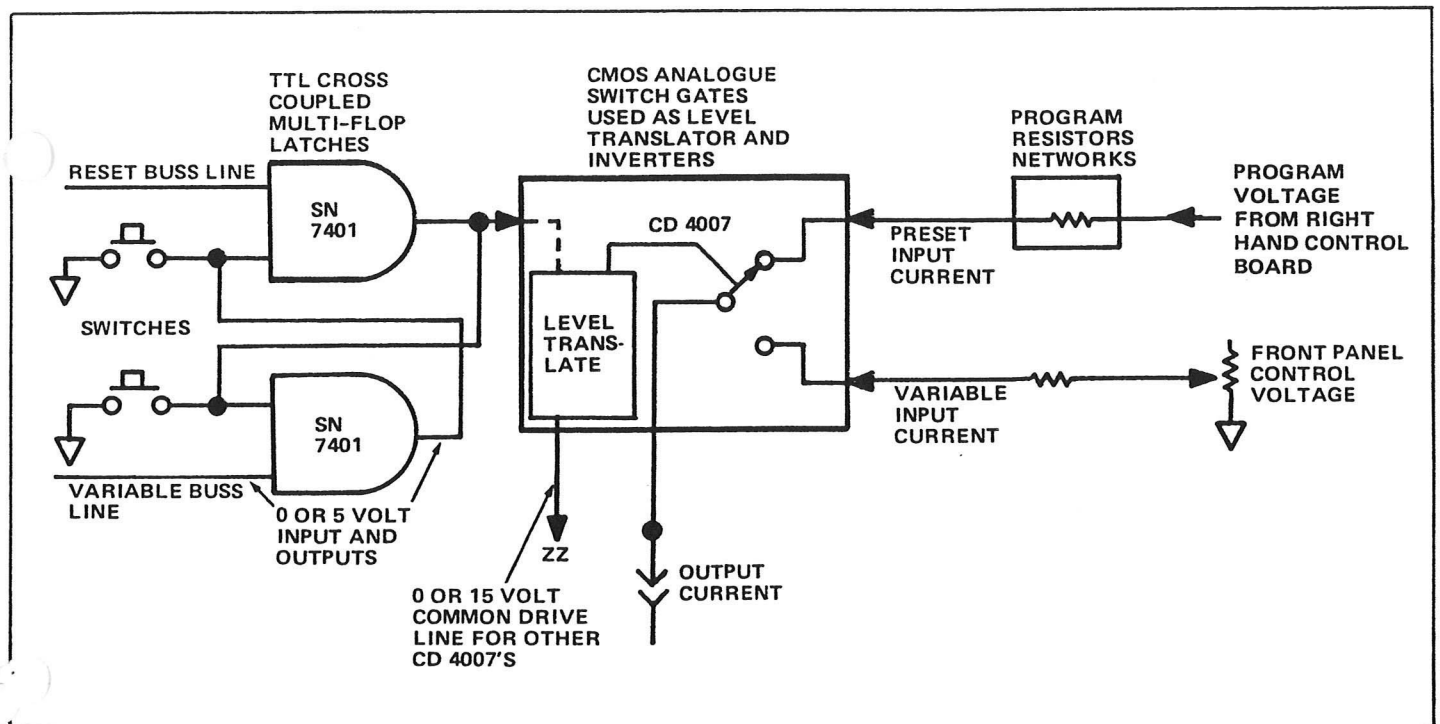 TTL CROSS
COUPLED
MULTI-FLOP
LATCHES
CMOS ANALOGUE
SWITCH GATES
USED AS LEVEL
TRANSLATOR AND
INVERTERS
PROGRAM
RESISTORS
NETWORKS
PROGRAM
VOLTAGE
FROM RIGHT
HAND CONTROL
BOARD
RESET BUSS LINE
SN
7401
CD 4007
PRESET
INPUT
CURRENT
SWITCHES
LEVEL
TRANS-
LATE
FRONT PANEL
CONTROL
VOLTAGE
VARIABLE
INPUT
CURRENT
SN
7401
VARIABLE BUSS
LINE
0 OR 5 VOLT
INPUT AND
OUTPUTS
ZZ
0 OR 15 VOLT
COMMON DRIVE
LINE FOR OTHER
CD 4007'S
OUTPUT
CURRENT